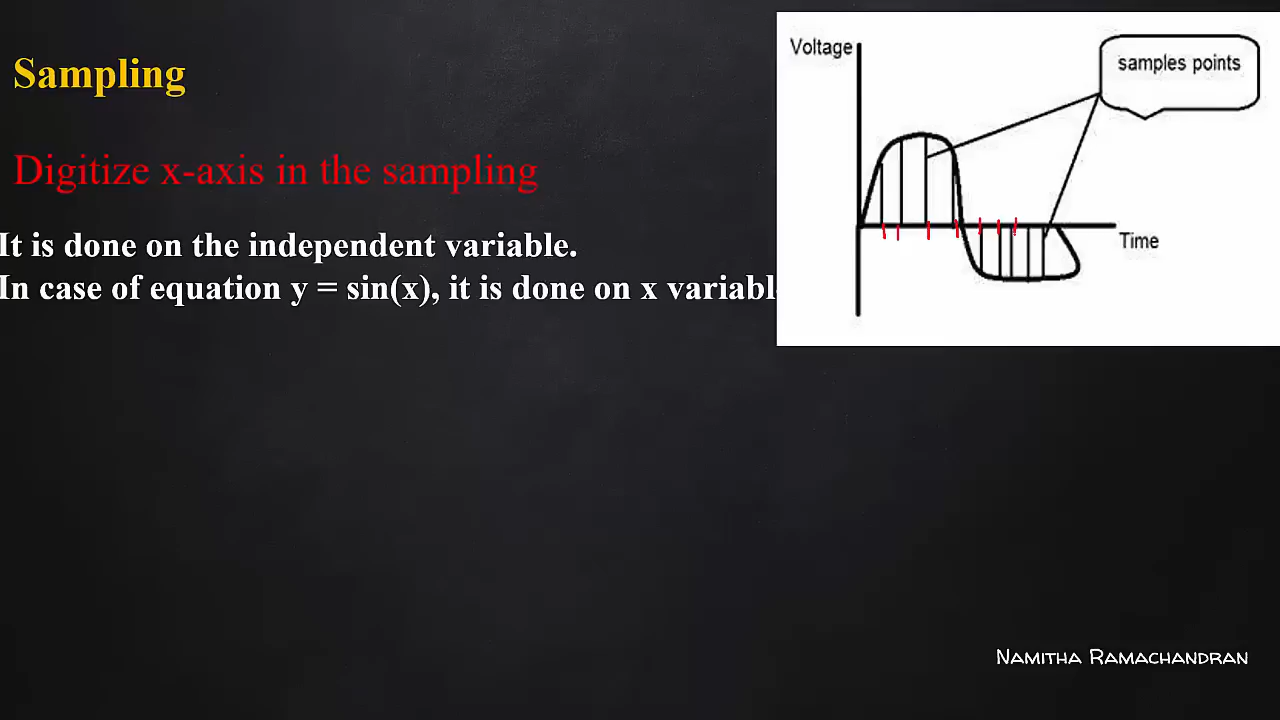 Sampling
Digitize x-axis in the sampling
It is done on the independent variable.
In case of equation y = sin(x), it is done on x variabl
Voltage
samples points
Time
Namitha Ramachandran